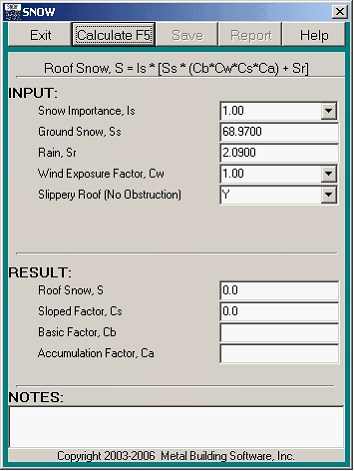 SNOW
Exit Calculate F5 Save Report Help
Roof Snow, S = Is * [Ss * (Cb*Cw*Cs*Ca) + Sr]
INPUT:
Snow Importance, Is 1.00
Ground Snow, Ss 68.9700
Rain, Sr 2.0900
Wind Exposure Factor, Cw 1.00
Slippery Roof (No Obstruction) Y
RESULT:
Roof Snow, S 0.0
Sloped Factor, Cs 0.0
Basic Factor, Cb
Accumulation Factor, Ca
NOTES:
Copyright 2003-2006 Metal Building Software, Inc.